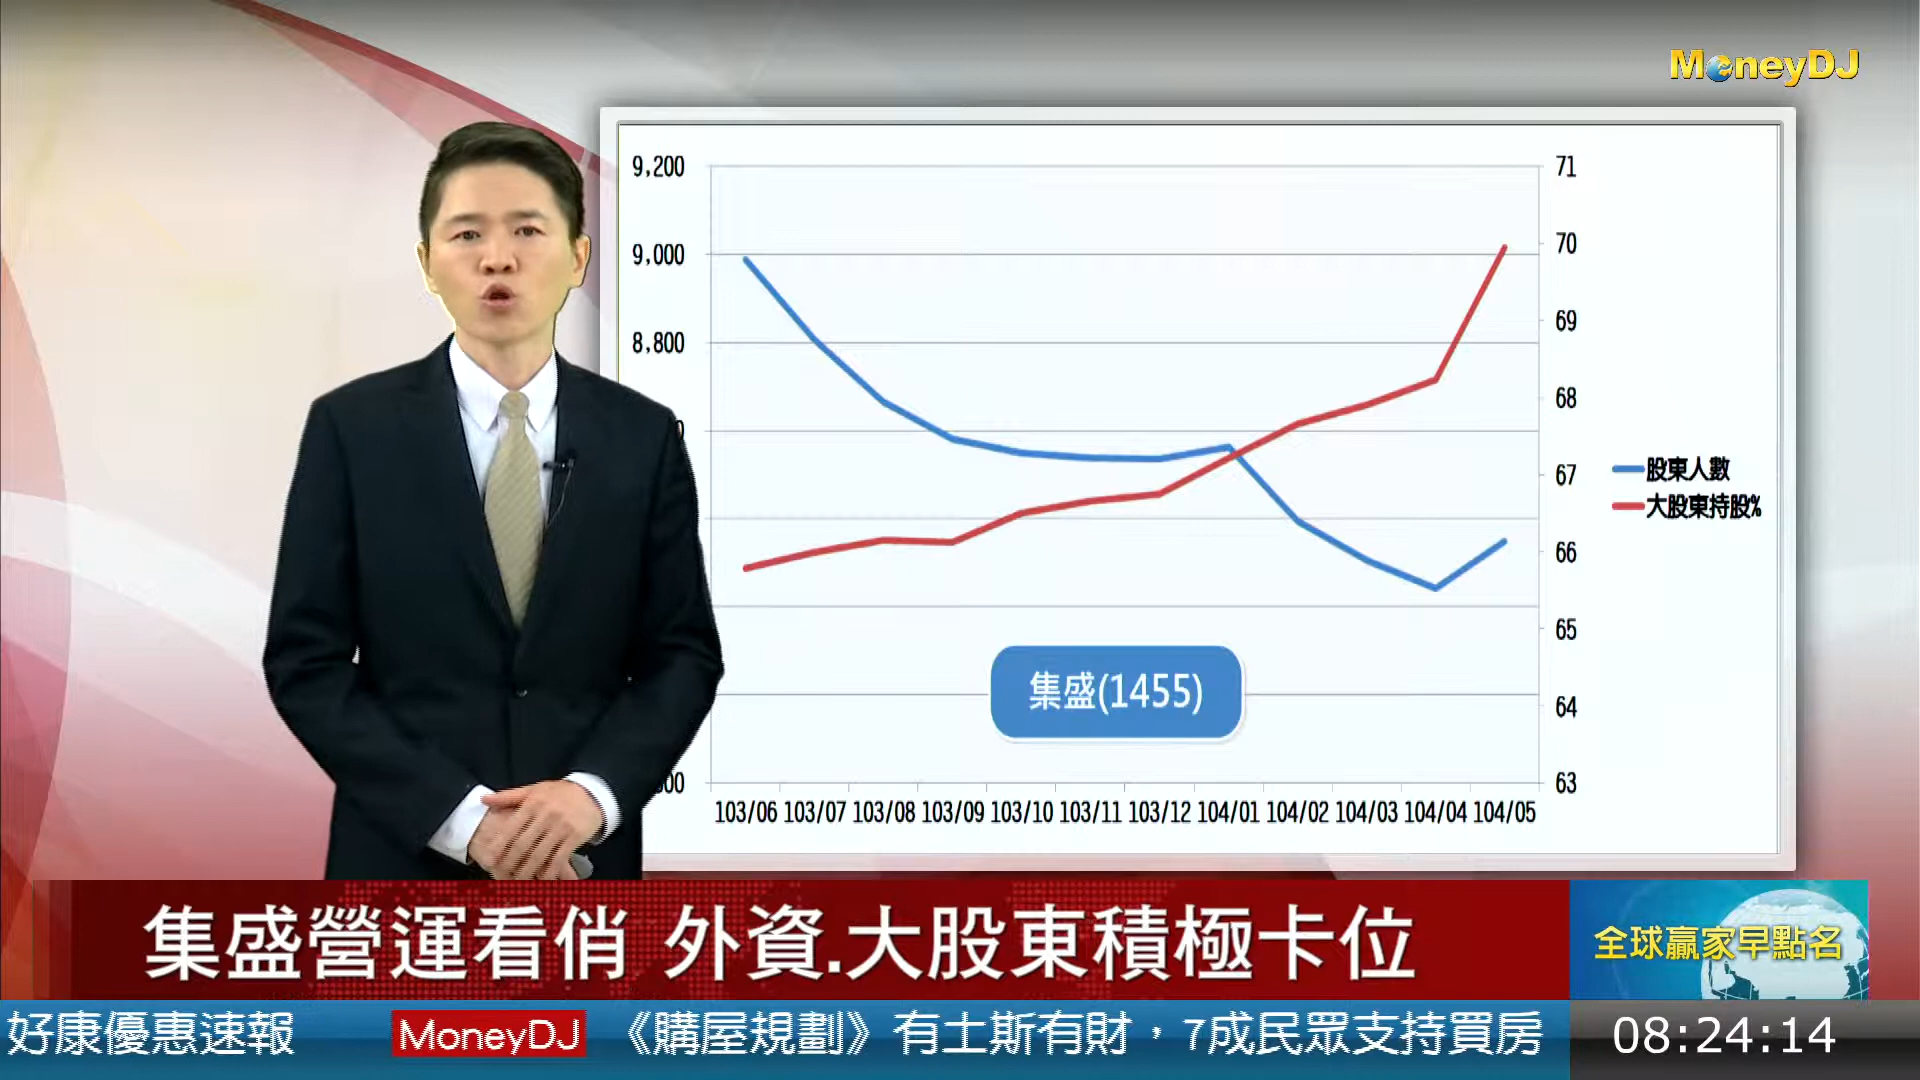 MoneyDJ
9,200
9,000
8,800
71
70
69
68
67
66
65
64
63
股東人數
大股東持股%
集盛(1455)
103/06 103/07 103/08 103/09 103/10 103/11 103/12 104/01 104/02 104/03 104/04 104/05
集盛營運看俏 外資.大股東積極卡位
全球贏家早點名
好康優惠速報 MoneyDJ 《購屋規劃》有土斯有財，7成民眾支持買房
08:24:14